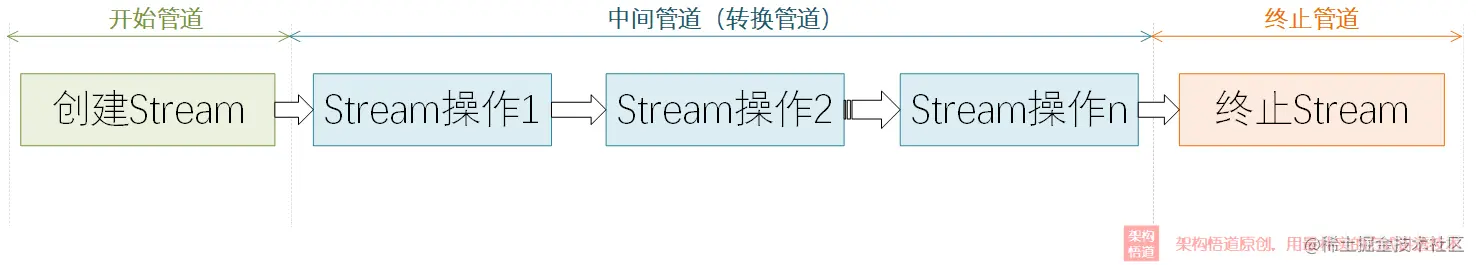 开始管道
中间管道（转换管道）
终止管道
创建Stream
Stream操作1
Stream操作2
Stream操作n
终止Stream
架构
悟道
架构悟道原创，用
@稀土掘金技术社区